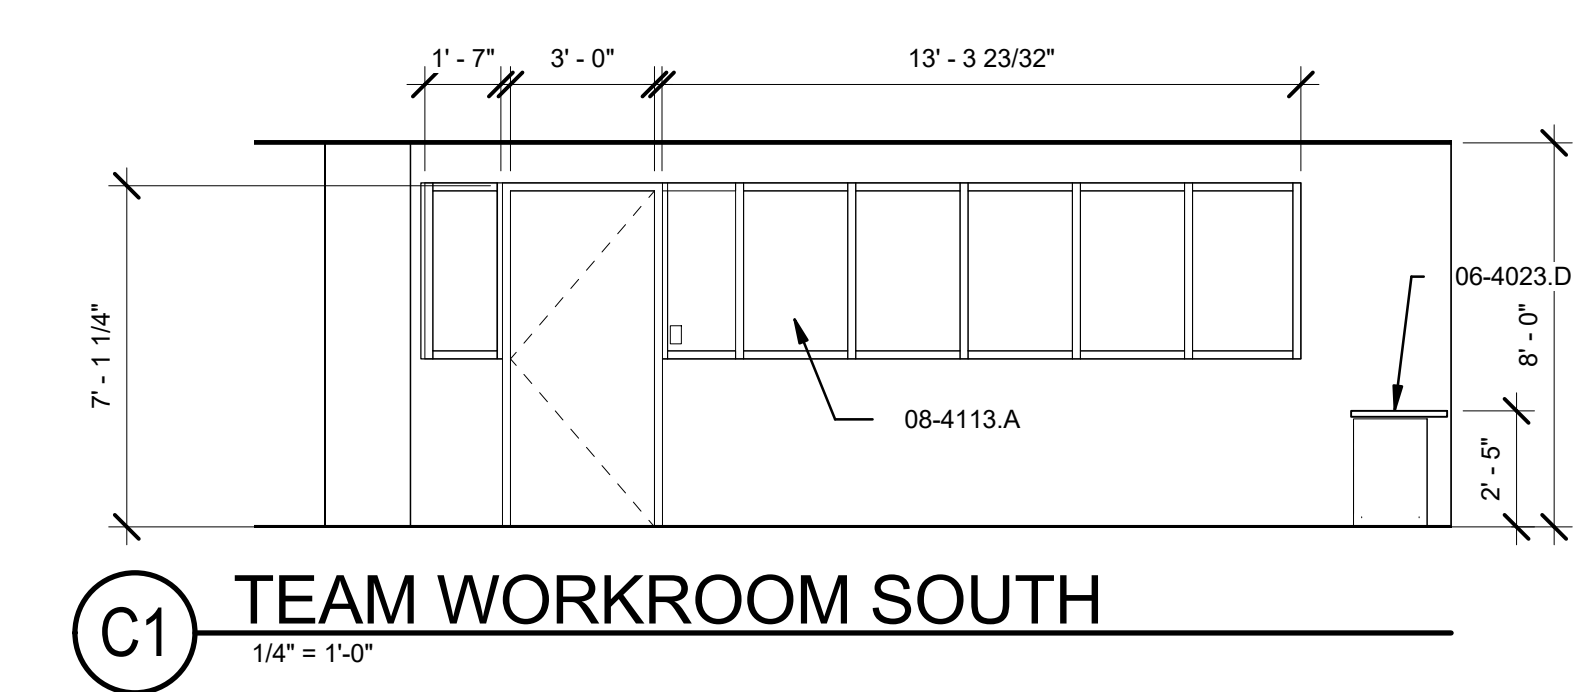 1' - 7"
3' - 0"
13' - 3 23/32"
7' - 1 1/4"
06-4023.D
8' - 0"
08-4113.A
2' - 5"
C1
TEAM WORKROOM SOUTH
1/4" = 1'-0"